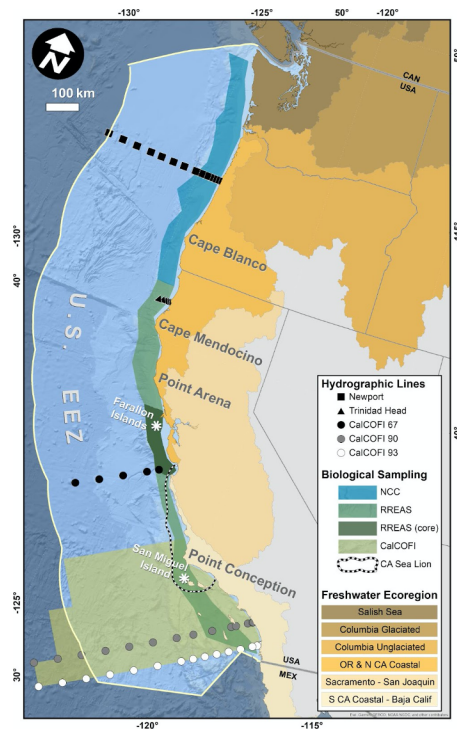 -130°
-125°
50°
-120°
N
100 km
50°
CAN
USA
-115°
-130°
40°
Cape Blanco
Cape Mendocino
Point Arena
U.S. EEZ
Farallon
Islands
40°
San Miguel
Island
Point Conception
-125°
30°
USA
MEX
-120°
-115°
Hydrographic Lines
Newport
Trinidad Head
CalCOFI 67
CalCOFI 90
CalCOFI 93
Biological Sampling
NCC
RREAS
RREAS (core)
CalCOFI
CA Sea Lion
Freshwater Ecoregion
Salish Sea
Columbia Glaciated
Columbia Unglaciated
OR & N CA Coastal
Sacramento - San Joaquin
S CA Coastal - Baja Calif